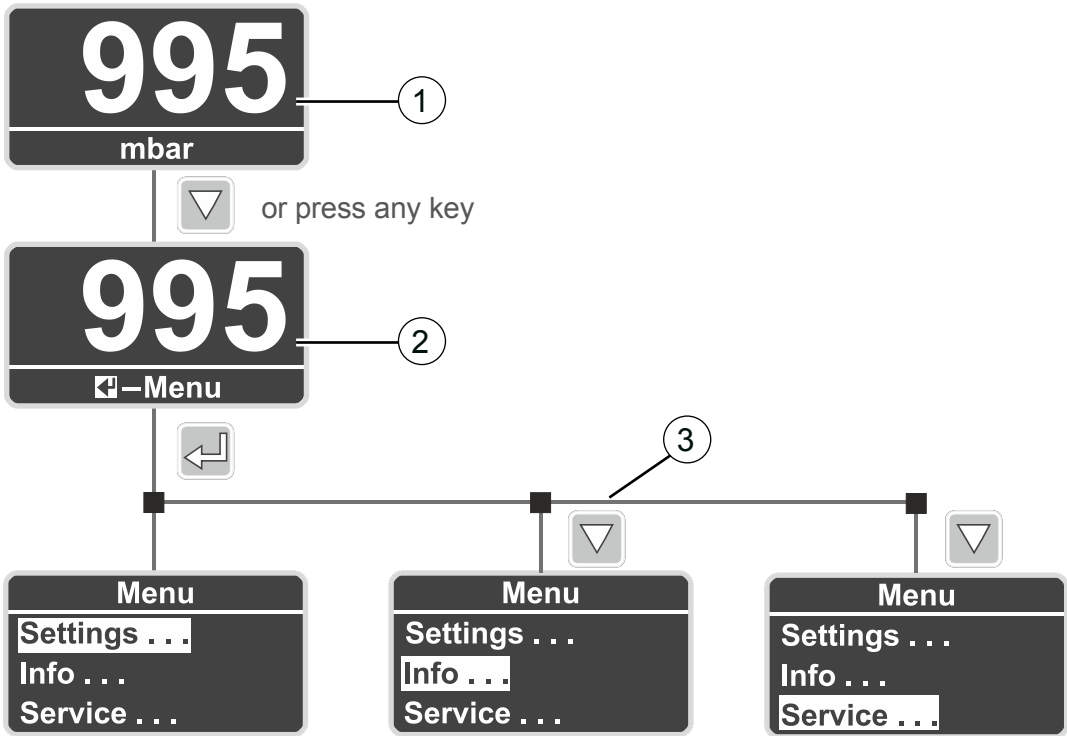 995
1
mbar
or press any key
995
2
–Menu
3
Menu
Settings . . .
Info . . .
Service . . .
Menu
Settings . . .
Info . . .
Service . . .
Menu
Settings . . .
Info . . .
Service . . .